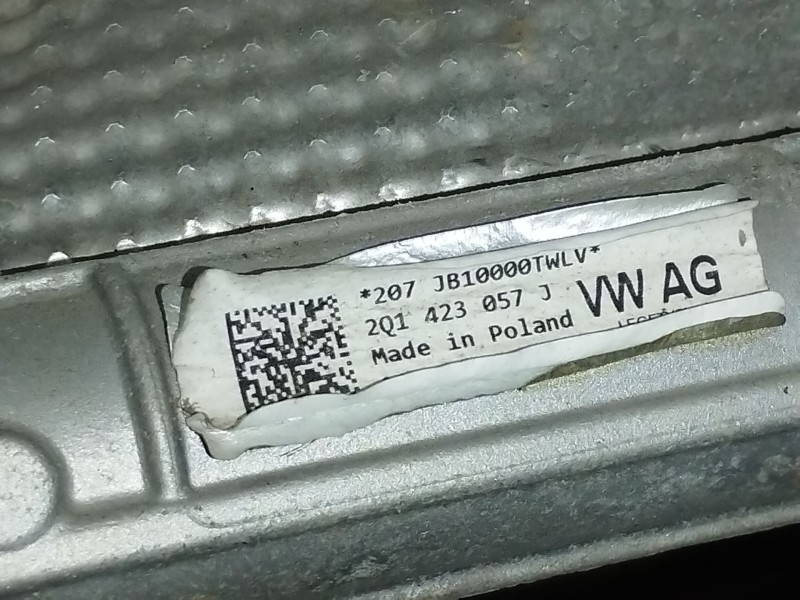 *207 JB10000TWLV*
2Q1 423 057 J
VW AG
Made in Poland